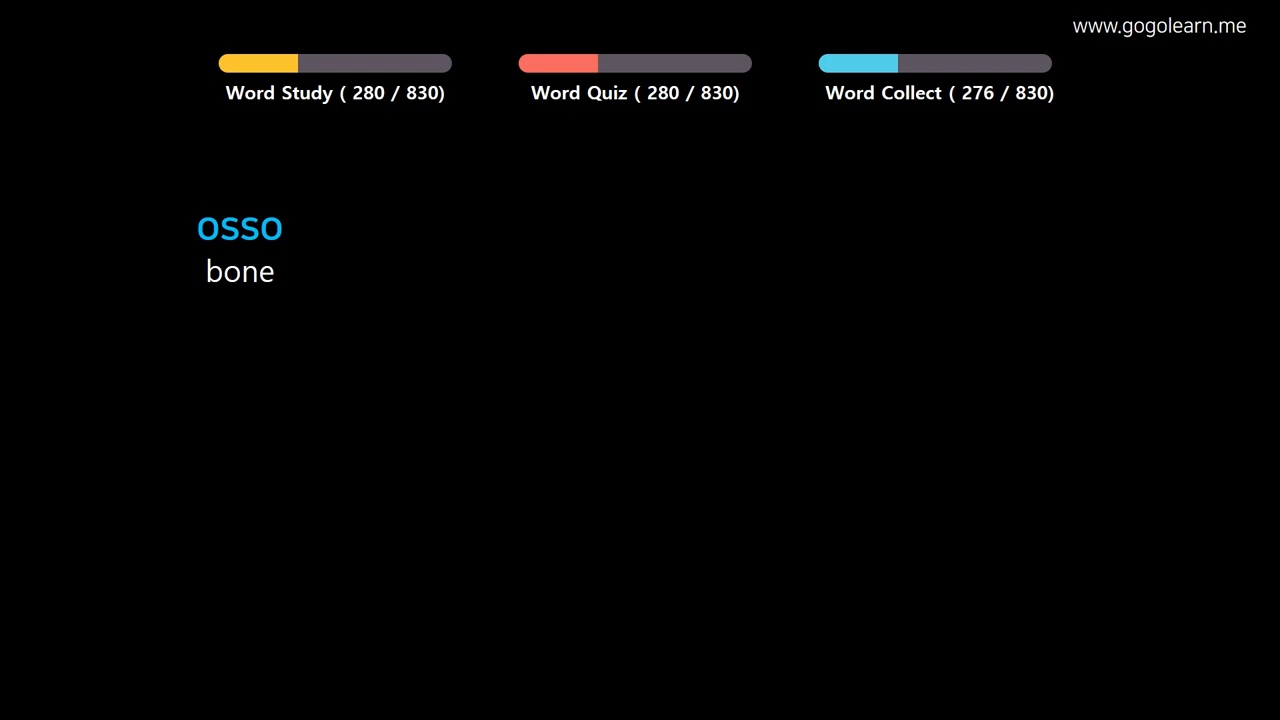 www.gogolearn.me
Word Study ( 280 / 830)
Word Quiz ( 280 / 830)
Word Collect ( 276 / 830)
osso
bone